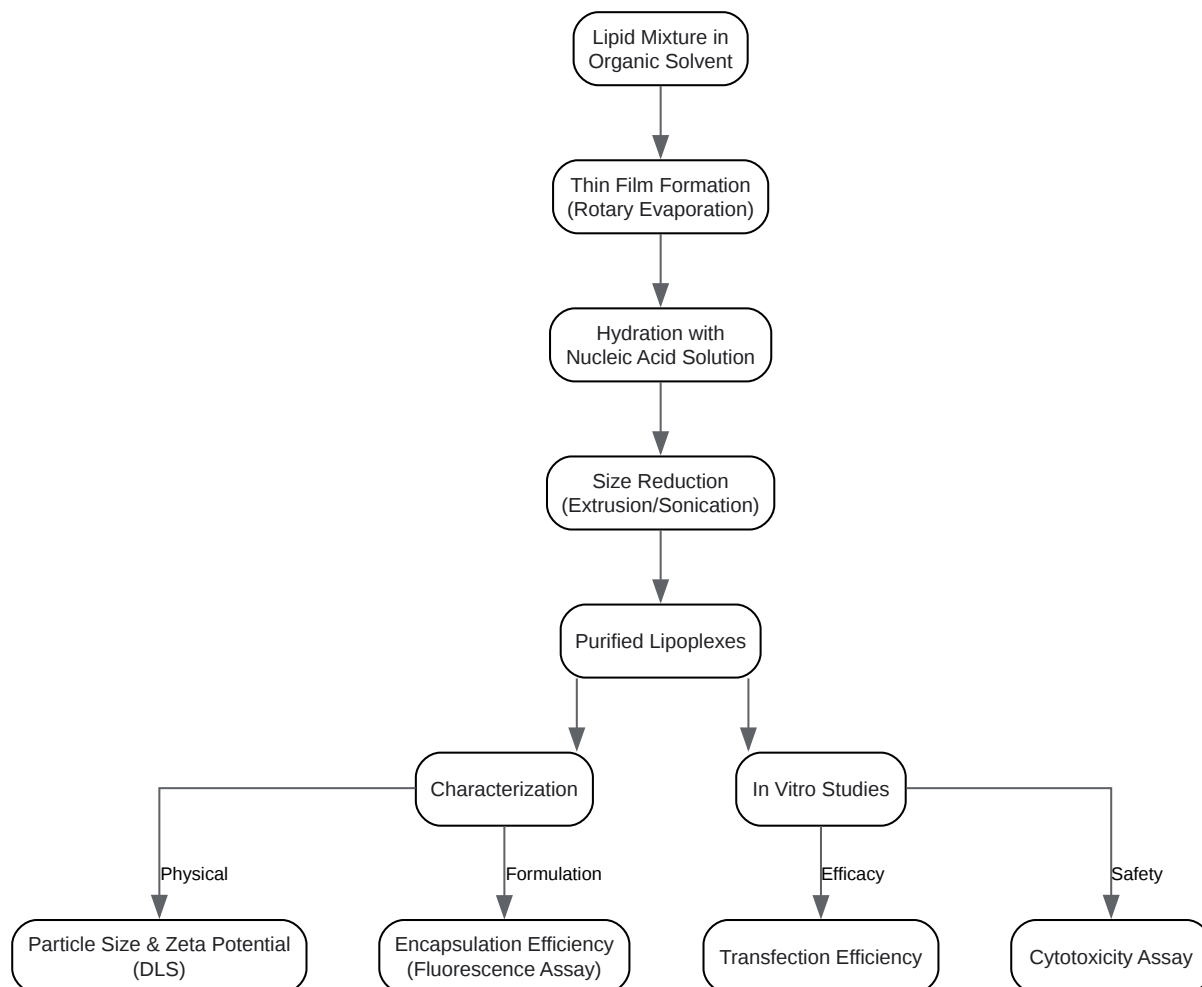 Lipid Mixture in
Organic Solvent
Thin Film Formation
(Rotary Evaporation)
Hydration with
Nucleic Acid Solution
Size Reduction
(Extrusion/Sonication)
Purified Lipoplexes
Characterization
In Vitro Studies
Physical
Formulation
Efficacy
Safety
Particle Size & Zeta Potential
(DLS)
Encapsulation Efficiency
(Fluorescence Assay)
Transfection Efficiency
Cytotoxicity Assay